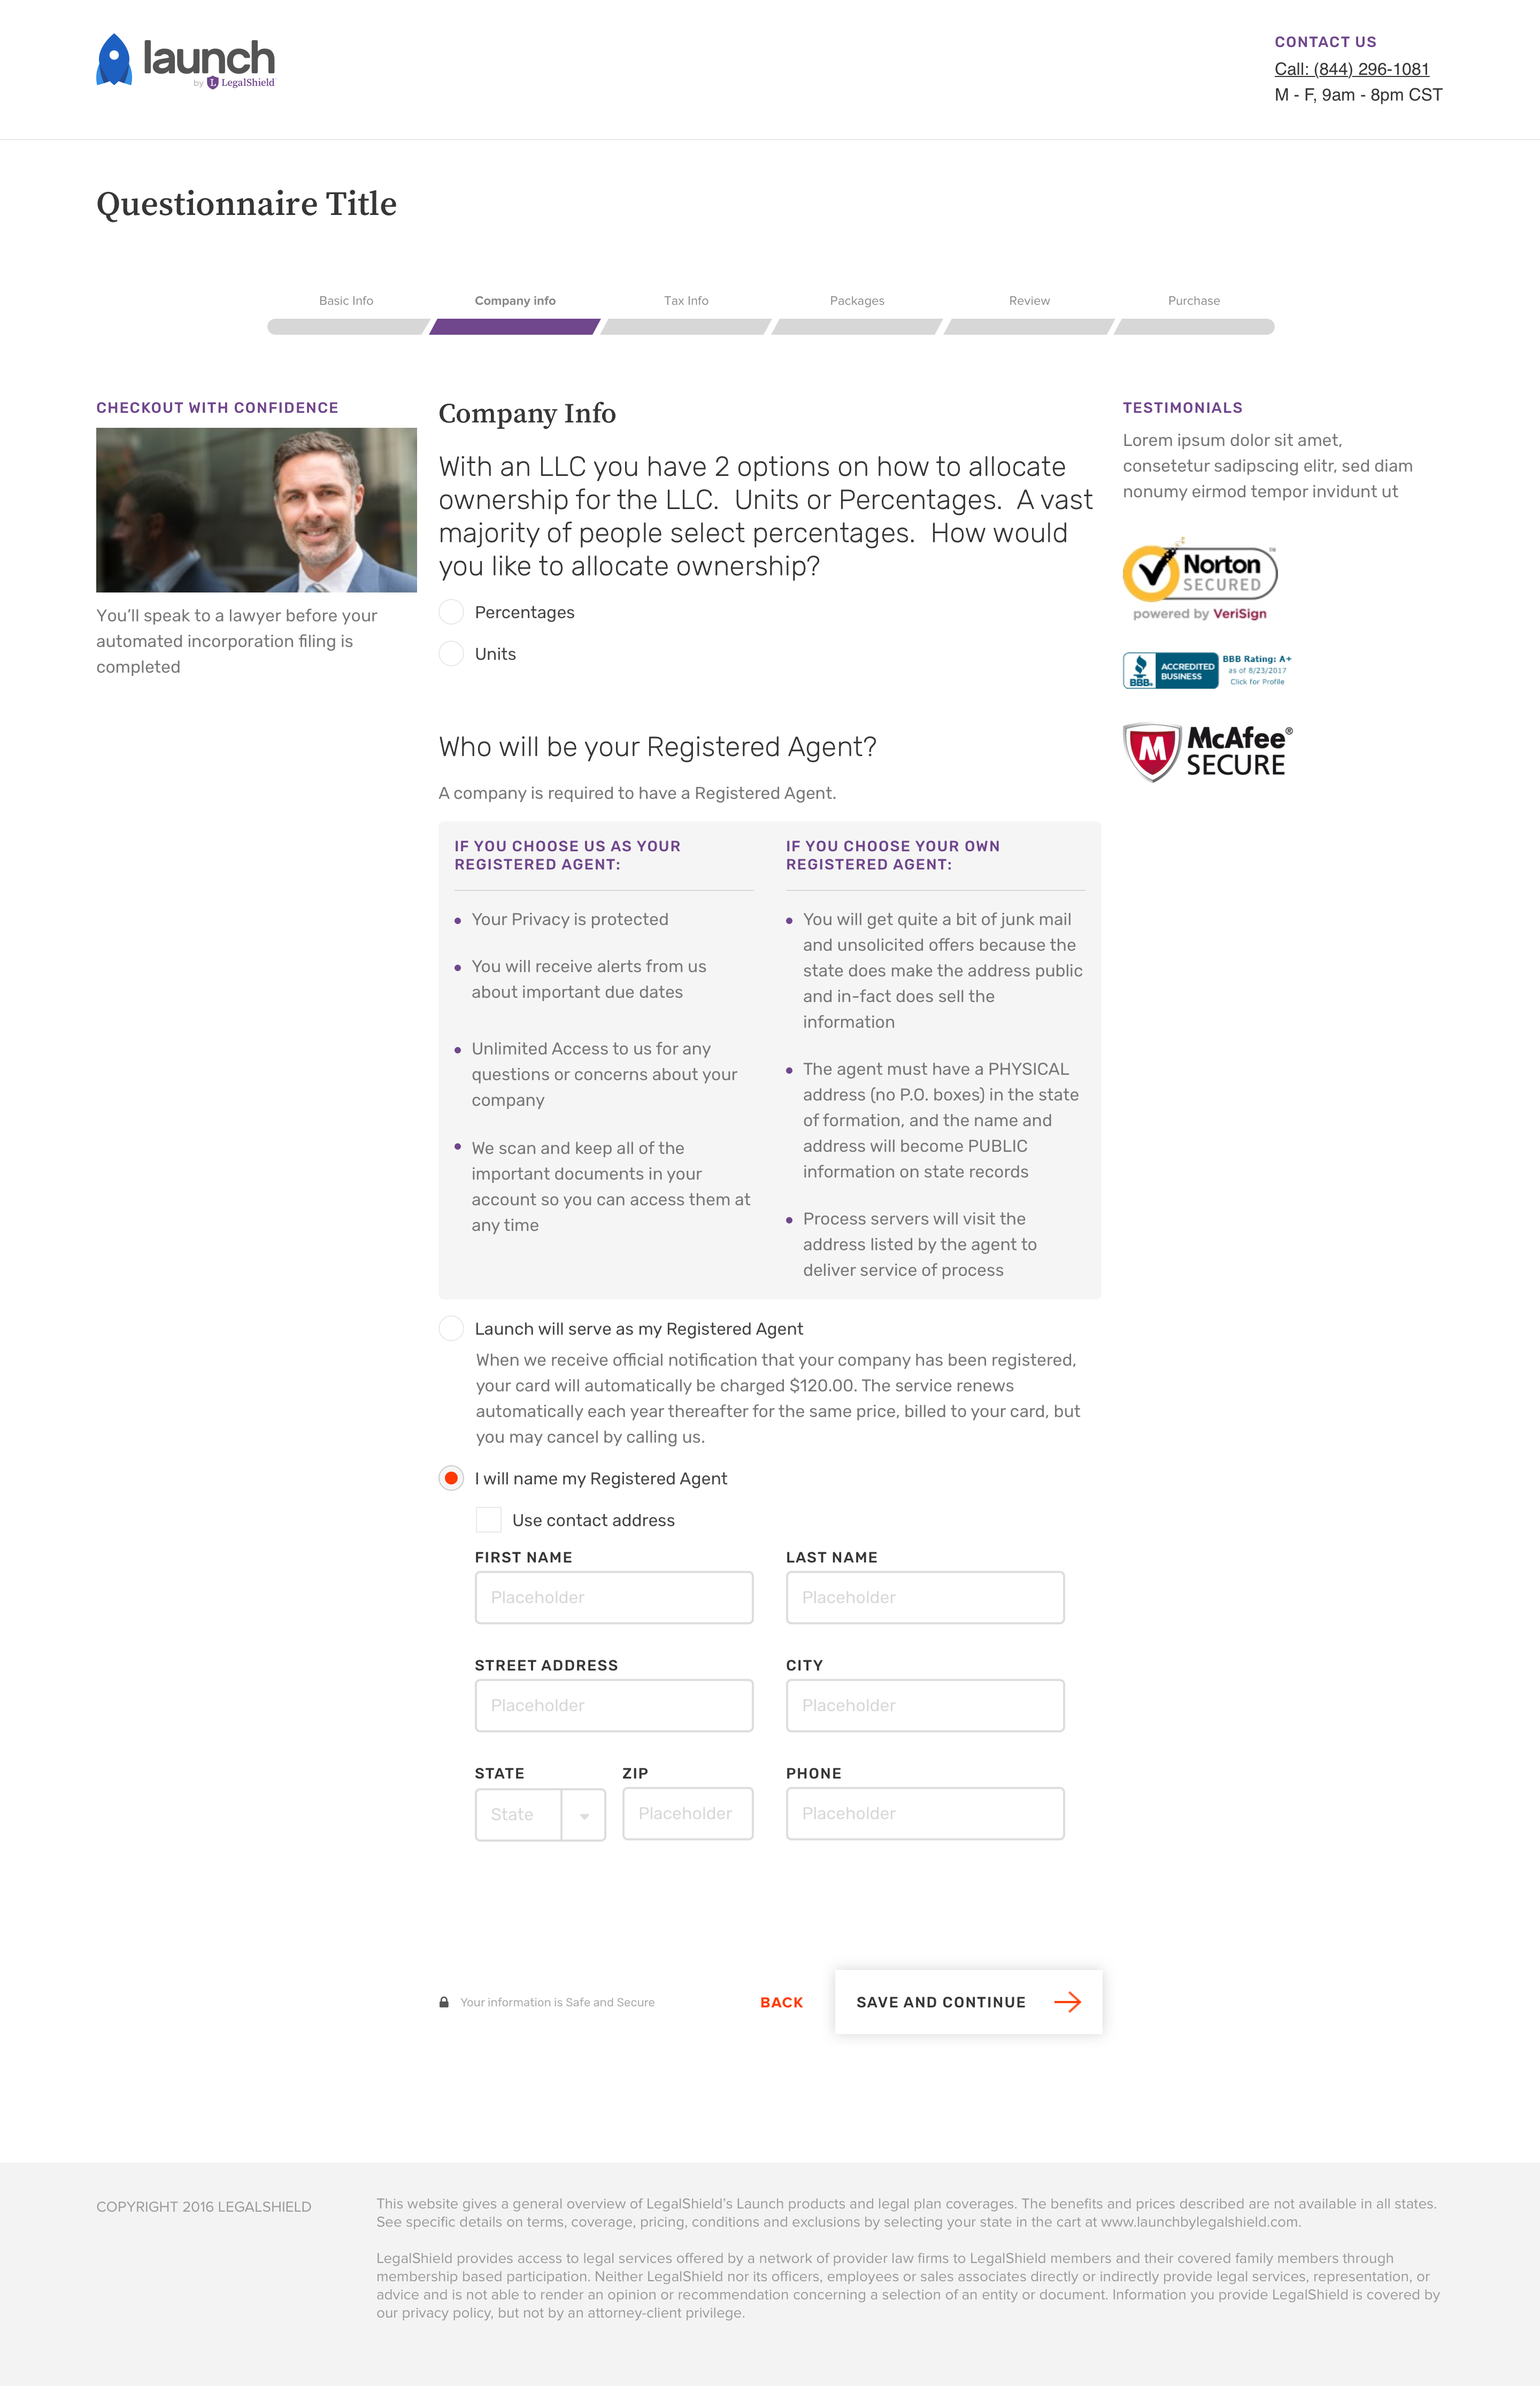 launch
by LegalShield
CONTACT US
Call: (844) 296-1081
M - F, 9am - 8pm CST
Questionnaire Title
Basic Info
Company info
Tax Info
Packages
Review
Purchase
CHECKOUT WITH CONFIDENCE
You’ll speak to a lawyer before your
automated incorporation filing is
completed
Company Info
With an LLC you have 2 options on how to allocate
ownership for the LLC.  Units or Percentages.  A vast
majority of people select percentages.  How would
you like to allocate ownership?
Percentages
Units
TESTIMONIALS
Lorem ipsum dolor sit amet,
consetetur sadipscing elitr, sed diam
nonumy eirmod tempor invidunt ut
Norton
SECURED
powered by VeriSign
BBB.
ACCREDITED
BUSINESS
BBB Rating: A+
as of 8/23/2017
Click for Profile
McAfee®
SECURE
Who will be your Registered Agent?
A company is required to have a Registered Agent.
IF YOU CHOOSE US AS YOUR
REGISTERED AGENT:
Your Privacy is protected
You will receive alerts from us
about important due dates
Unlimited Access to us for any
questions or concerns about your
company
We scan and keep all of the
important documents in your
account so you can access them at
any time
IF YOU CHOOSE YOUR OWN
REGISTERED AGENT:
You will get quite a bit of junk mail
and unsolicited offers because the
state does make the address public
and in-fact does sell the
information
The agent must have a PHYSICAL
address (no P.O. boxes) in the state
of formation, and the name and
address will become PUBLIC
information on state records
Process servers will visit the
address listed by the agent to
deliver service of process
Launch will serve as my Registered Agent
When we receive official notification that your company has been registered,
your card will automatically be charged $120.00. The service renews
automatically each year thereafter for the same price, billed to your card, but
you may cancel by calling us.
I will name my Registered Agent
Use contact address
FIRST NAME
Placeholder
LAST NAME
Placeholder
STREET ADDRESS
Placeholder
CITY
Placeholder
STATE
State
ZIP
Placeholder
PHONE
Placeholder
Your information is Safe and Secure
BACK
SAVE AND CONTINUE
COPYRIGHT 2016 LEGALSHIELD
This website gives a general overview of LegalShield’s Launch products and legal plan coverages. The benefits and prices described are not available in all states.
See specific details on terms, coverage, pricing, conditions and exclusions by selecting your state in the cart at www.launchbylegalshield.com.
LegalShield provides access to legal services offered by a network of provider law firms to LegalShield members and their covered family members through
membership based participation. Neither LegalShield nor its officers, employees or sales associates directly or indirectly provide legal services, representation, or
advice and is not able to render an opinion or recommendation concerning a selection of an entity or document. Information you provide LegalShield is covered by
our privacy policy, but not by an attorney-client privilege.